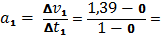 a₁ = Δv₁/Δt₁ = (1,39 − 0)/(1 − 0) =